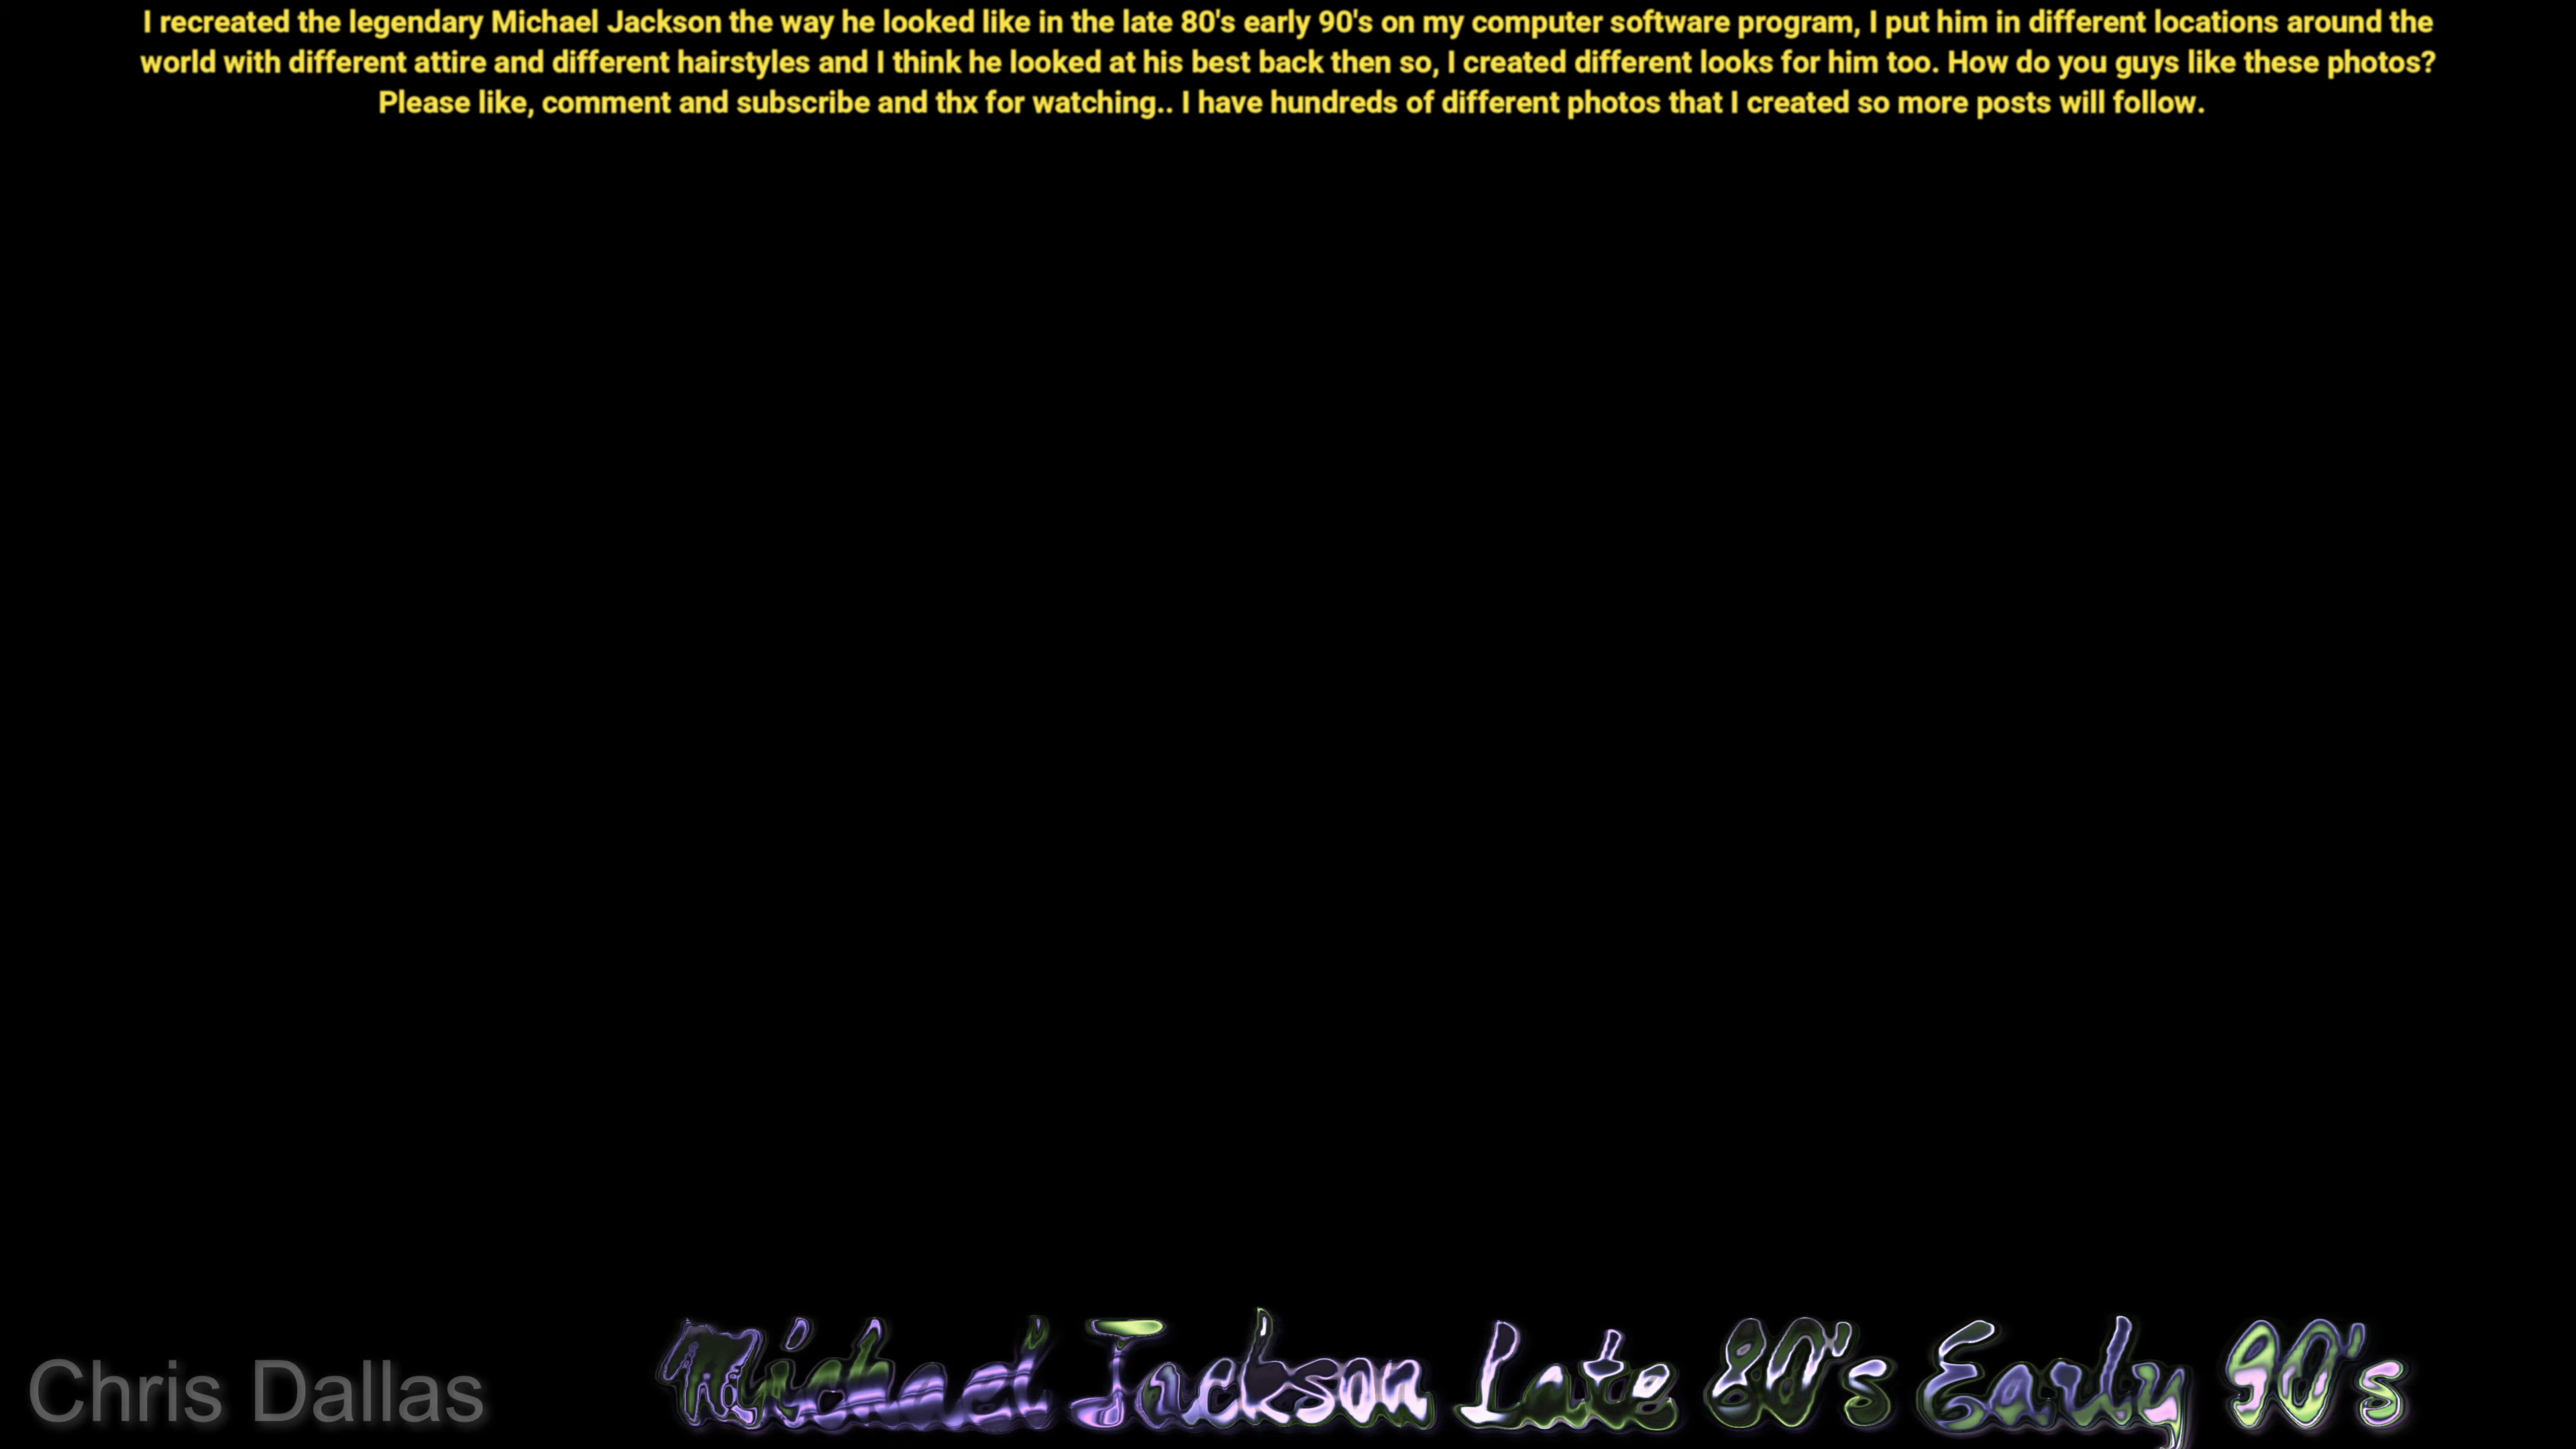 I recreated the legendary Michael Jackson the way he looked like in the late 80's early 90's on my computer software program, I put him in different locations around the
world with different attire and different hairstyles and I think he looked at his best back then so, I created different looks for him too. How do you guys like these photos?
Please like, comment and subscribe and thx for watching.. I have hundreds of different photos that I created so more posts will follow.
Chris Dallas
Michael Jackson Late 80's Early 90's